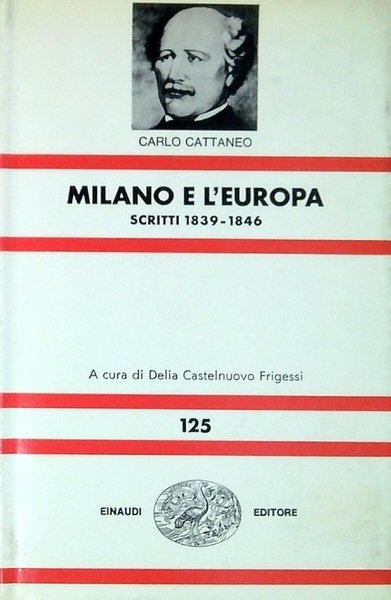 CARLO CATTANEO
MILANO E L'EUROPA
SCRITTI 1839-1846
A cura di Delia Castelnuovo Frigessi
125
EINAUDI EDITORE